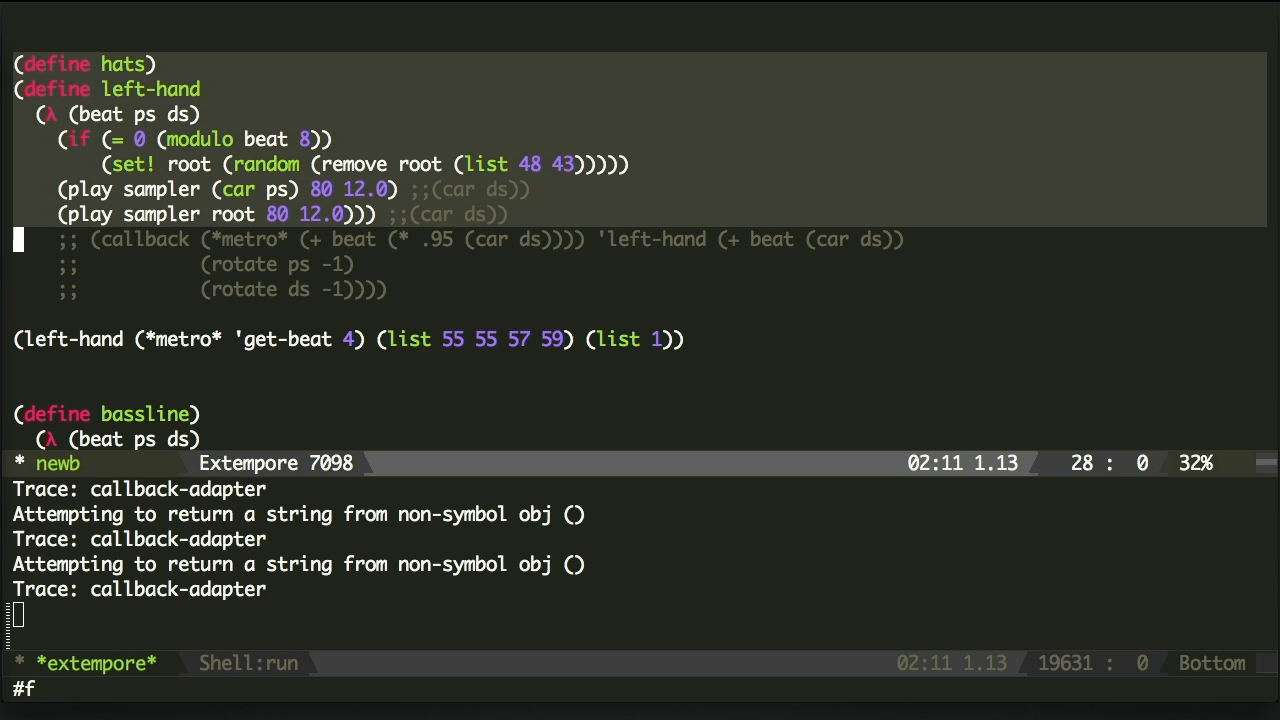 (define hats)
(define left-hand
  (λ (beat ps ds)
    (if (= 0 (modulo beat 8))
        (set! root (random (remove root (list 48 43)))))
    (play sampler (car ps) 80 12.0) ;;(car ds))
    (play sampler root 80 12.0))) ;;(car ds))
    ;; (callback (*metro* (+ beat (* .95 (car ds)))) 'left-hand (+ beat (car ds))
    ;;           (rotate ps -1)
    ;;           (rotate ds -1))))
(left-hand (*metro* 'get-beat 4) (list 55 55 57 59) (list 1))
(define bassline)
  (λ (beat ps ds)
* newb Extempore 7098 02:11 1.13 28 : 0 32%
Trace: callback-adapter
Attempting to return a string from non-symbol obj ()
Trace: callback-adapter
Attempting to return a string from non-symbol obj ()
Trace: callback-adapter
* *extempore* Shell:run 02:11 1.13 19631 : 0 Bottom
#f